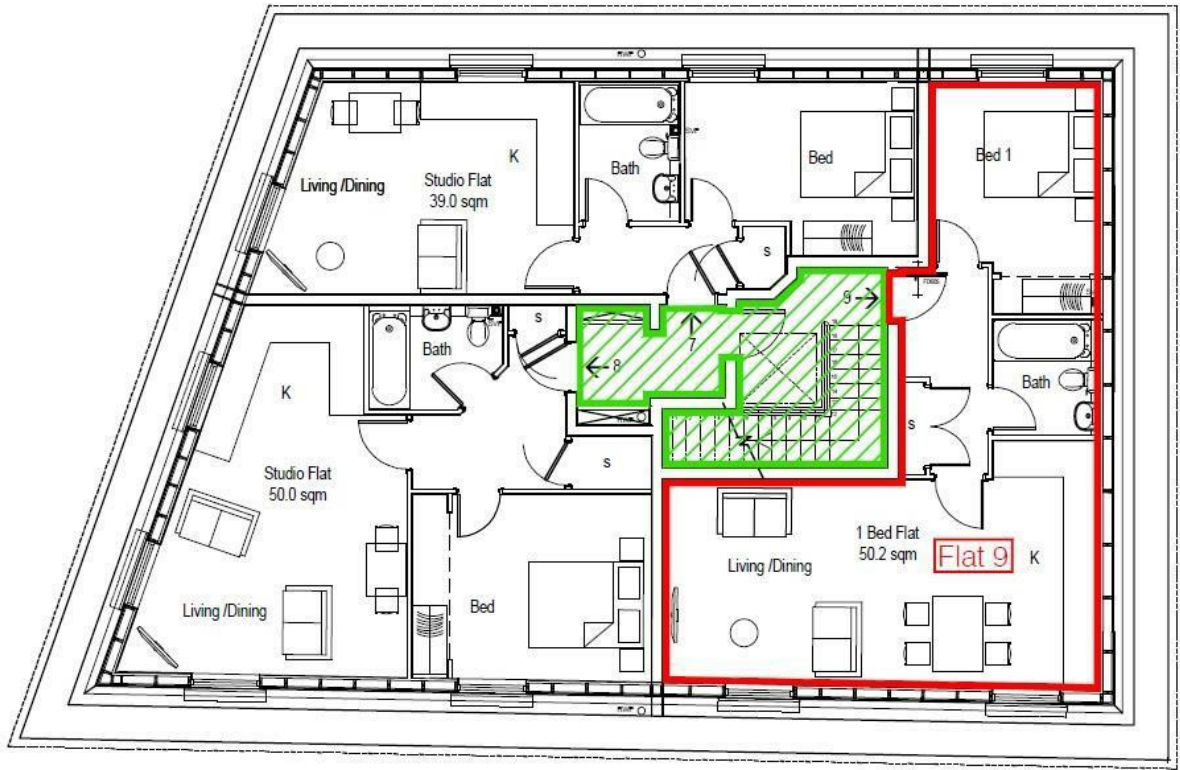 K
Bath
Bed
Bed 1
Living /Dining
Studio Flat
39.0 sqm
s
9
FD60S
7
8
s
Bath
K
Bath
s
s
Studio Flat
50.0 sqm
1 Bed Flat
50.2 sqm
Flat 9
K
Living /Dining
Living /Dining
Bed